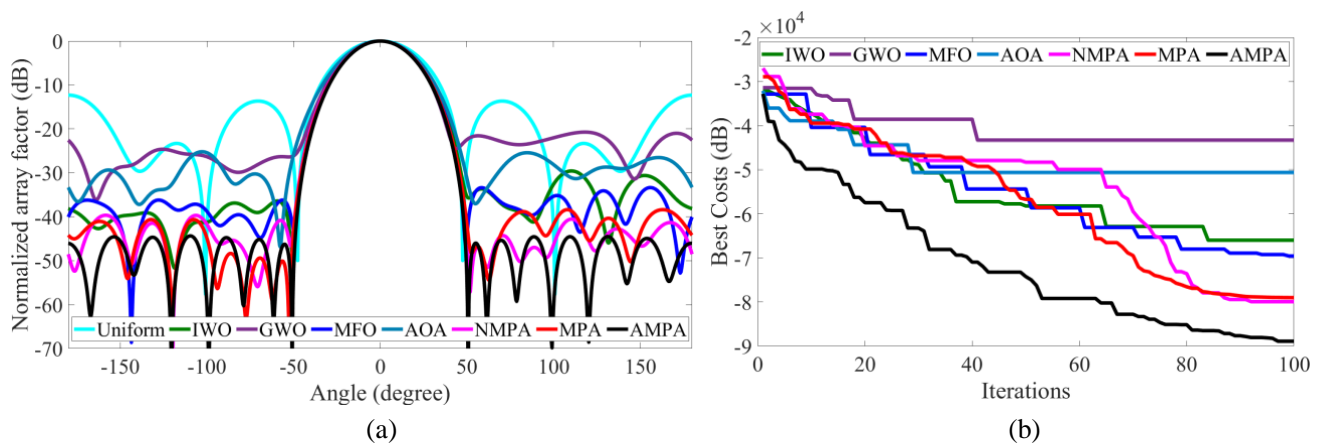 Normalized array factor (dB)
0
-10
-20
-30
-40
-50
-60
-70
Uniform IWO GWO MFO AOA NMPA MPA AMPA
-150 -100 -50 0 50 100 150
Angle (degree)
(a)
×10⁴
Best Costs (dB)
-2
IWO GWO MFO AOA NMPA MPA AMPA
-3
-4
-5
-6
-7
-8
-9
0 20 40 60 80 100
Iterations
(b)